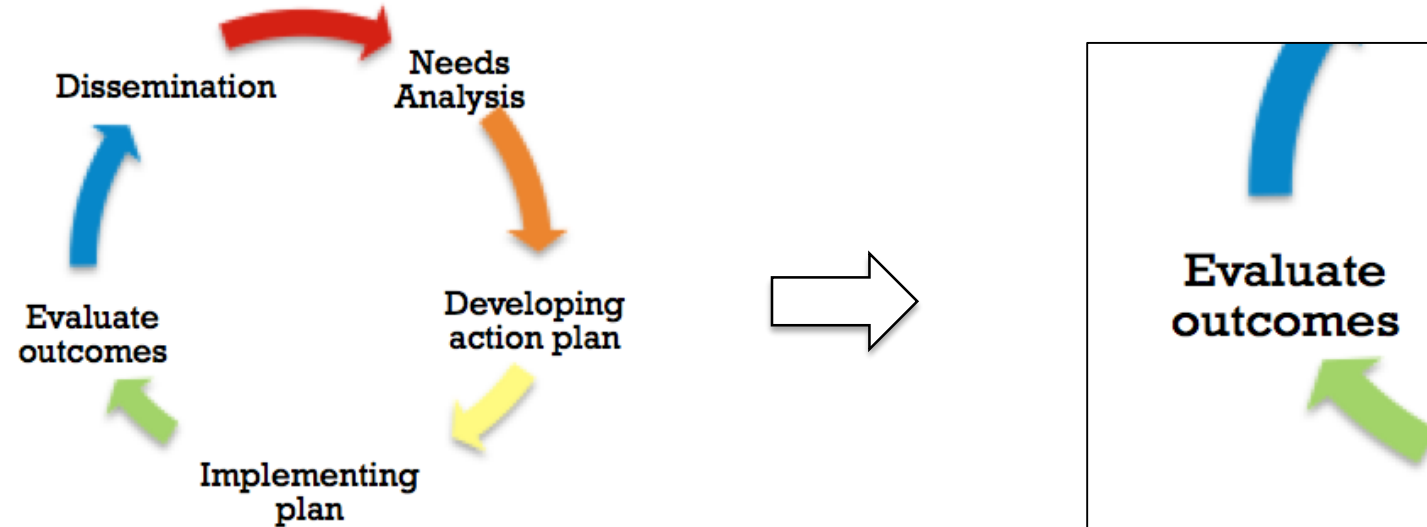 Needs
Analysis
Dissemination
Developing
action plan
Evaluate
outcomes
Implementing
plan
Evaluate
outcomes